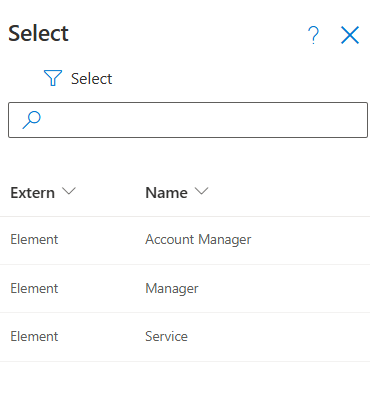 Select
?
Select
Extern Name
Element Account Manager
Element Manager
Element Service